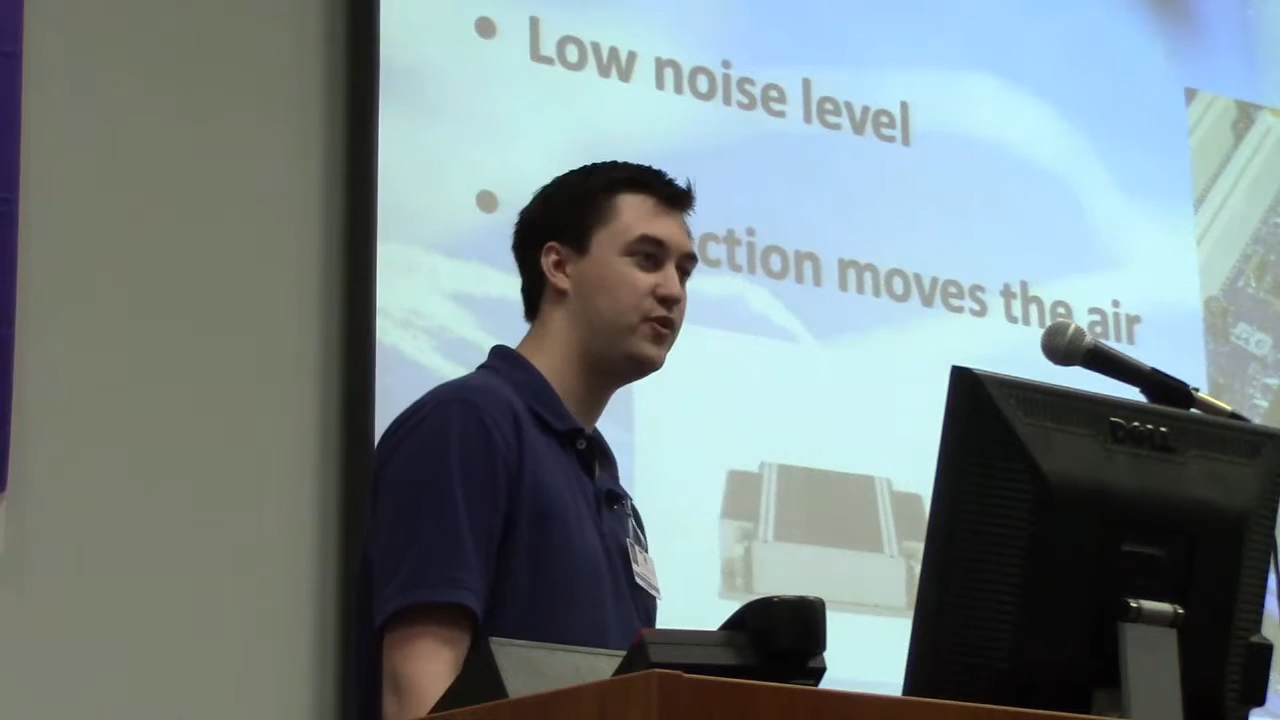 • Low noise level
• ction moves the air
DELL